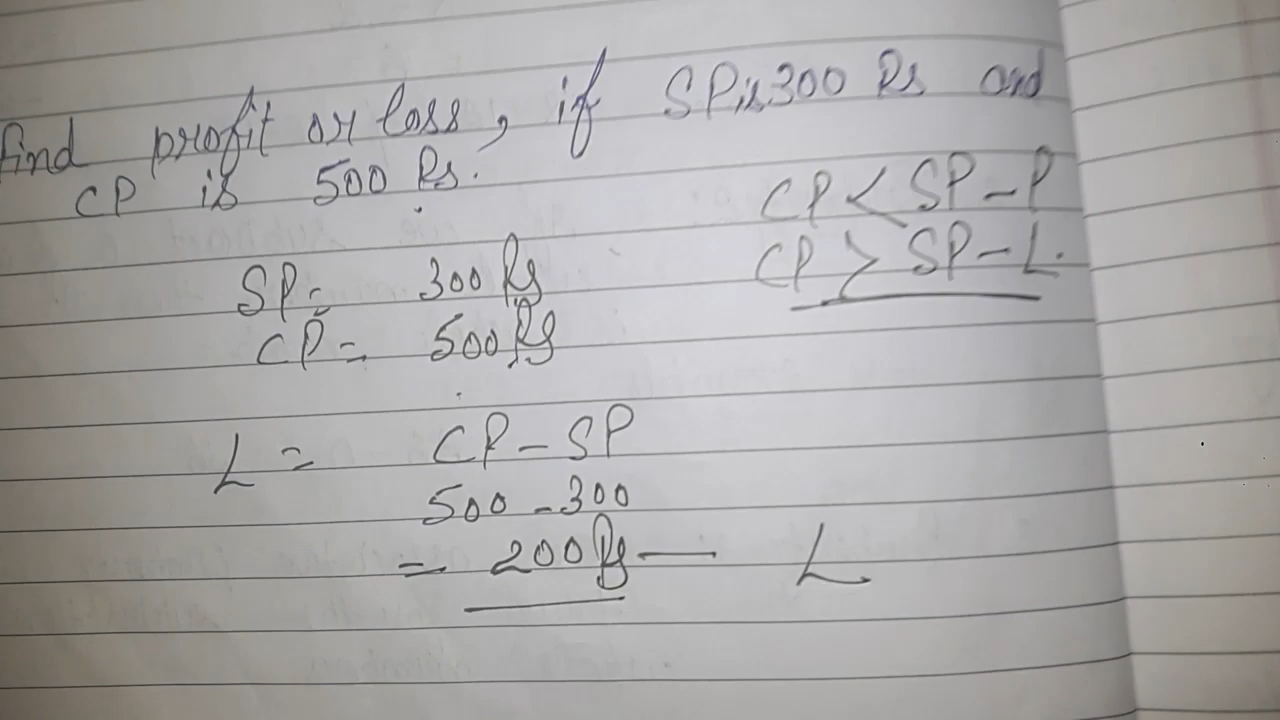 find profit or loss, if SP is 300 Rs and
CP is 500 Rs.
CP < SP - P
CP > SP - L.
SP = 300 Rs
CP = 500 Rs
L = CP - SP
500 - 300
= 200 Rs — L